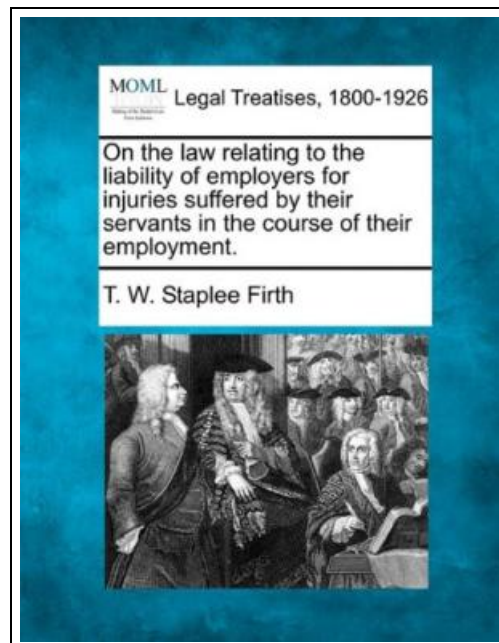 MOML
Legal Treatises, 1800-1926
On the law relating to the
liability of employers for
injuries suffered by their
servants in the course of their
employment.
T. W. Staplee Firth